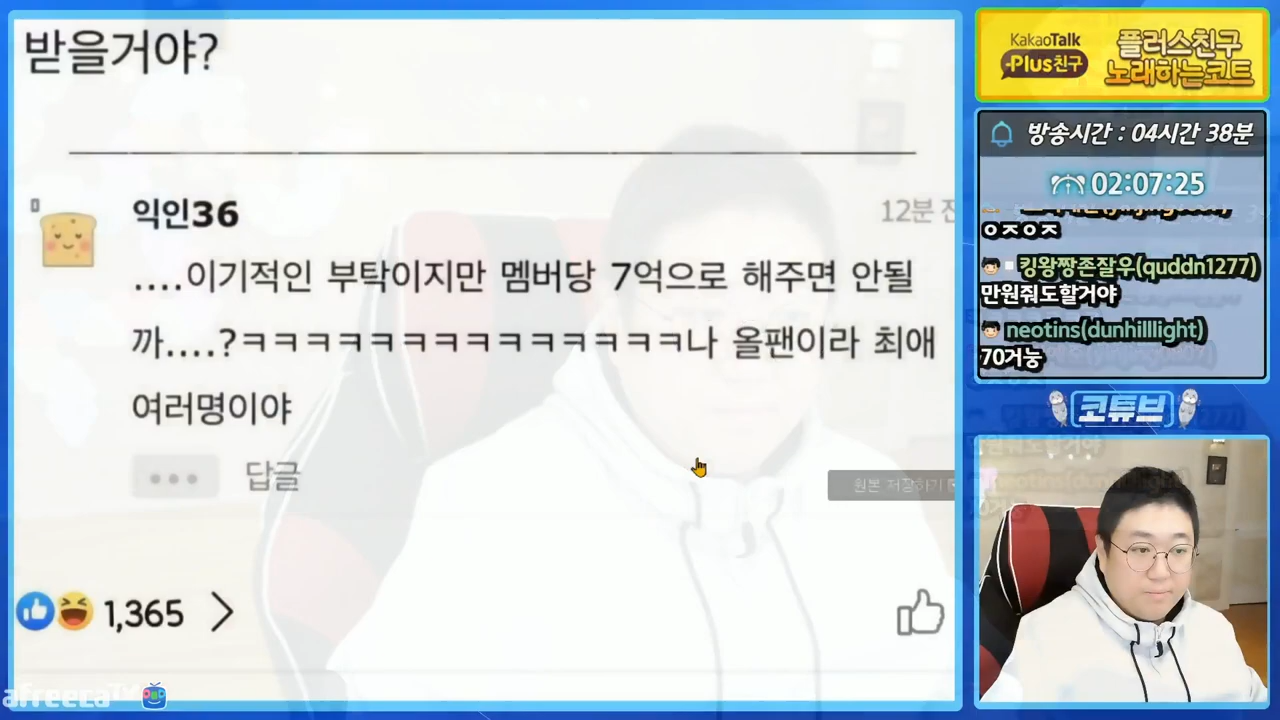 받을거야?
익인36
12분 전
....이기적인 부탁이지만 멤버당 7억으로 해주면 안될
까....?ㅋㅋㅋㅋㅋㅋㅋㅋㅋㅋㅋㅋㅋㅋ나 올팬이라 최애
여러명이야
답글
원본 저장하기
1,365
afreecaTV
KakaoTalk
Plus친구
플러스친구
노래하는코트
방송시간 : 04시간 38분
02:07:25
ㅇㅈㅇㅈ
킹왕짱존잘우(quddn1277)
만원줘도할거야
neotins(dunhilllight)
70거능
코튜브